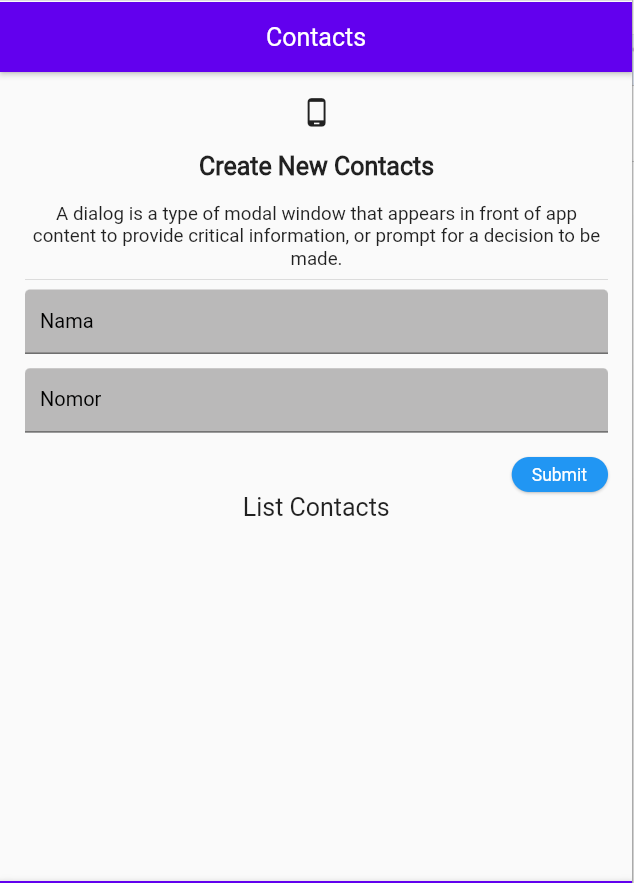 Contacts
Create New Contacts
A dialog is a type of modal window that appears in front of app
content to provide critical information, or prompt for a decision to be
made.
Nama
Nomor
Submit
List Contacts